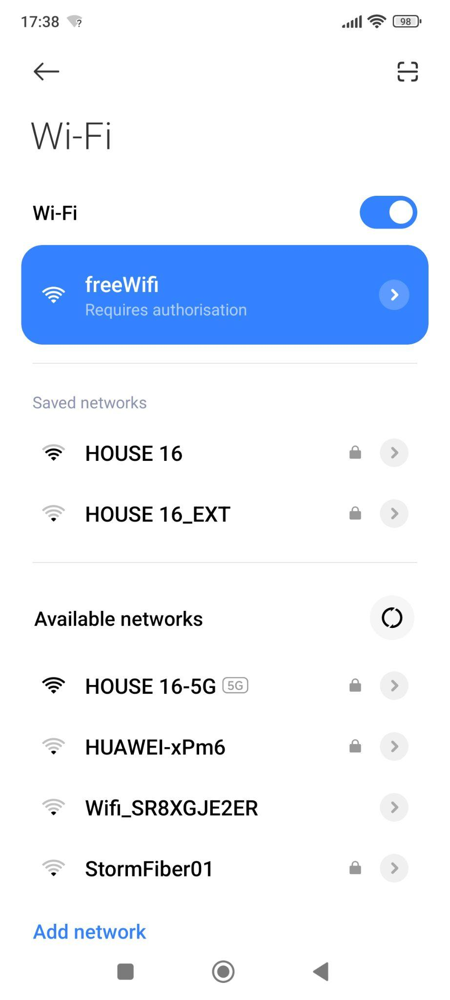 17:38
98
Wi-Fi
Wi-Fi
freeWifi
Requires authorisation
Saved networks
HOUSE 16
HOUSE 16_EXT
Available networks
HOUSE 16-5G 5G
HUAWEI-xPm6
Wifi_SR8XGJE2ER
StormFiber01
Add network